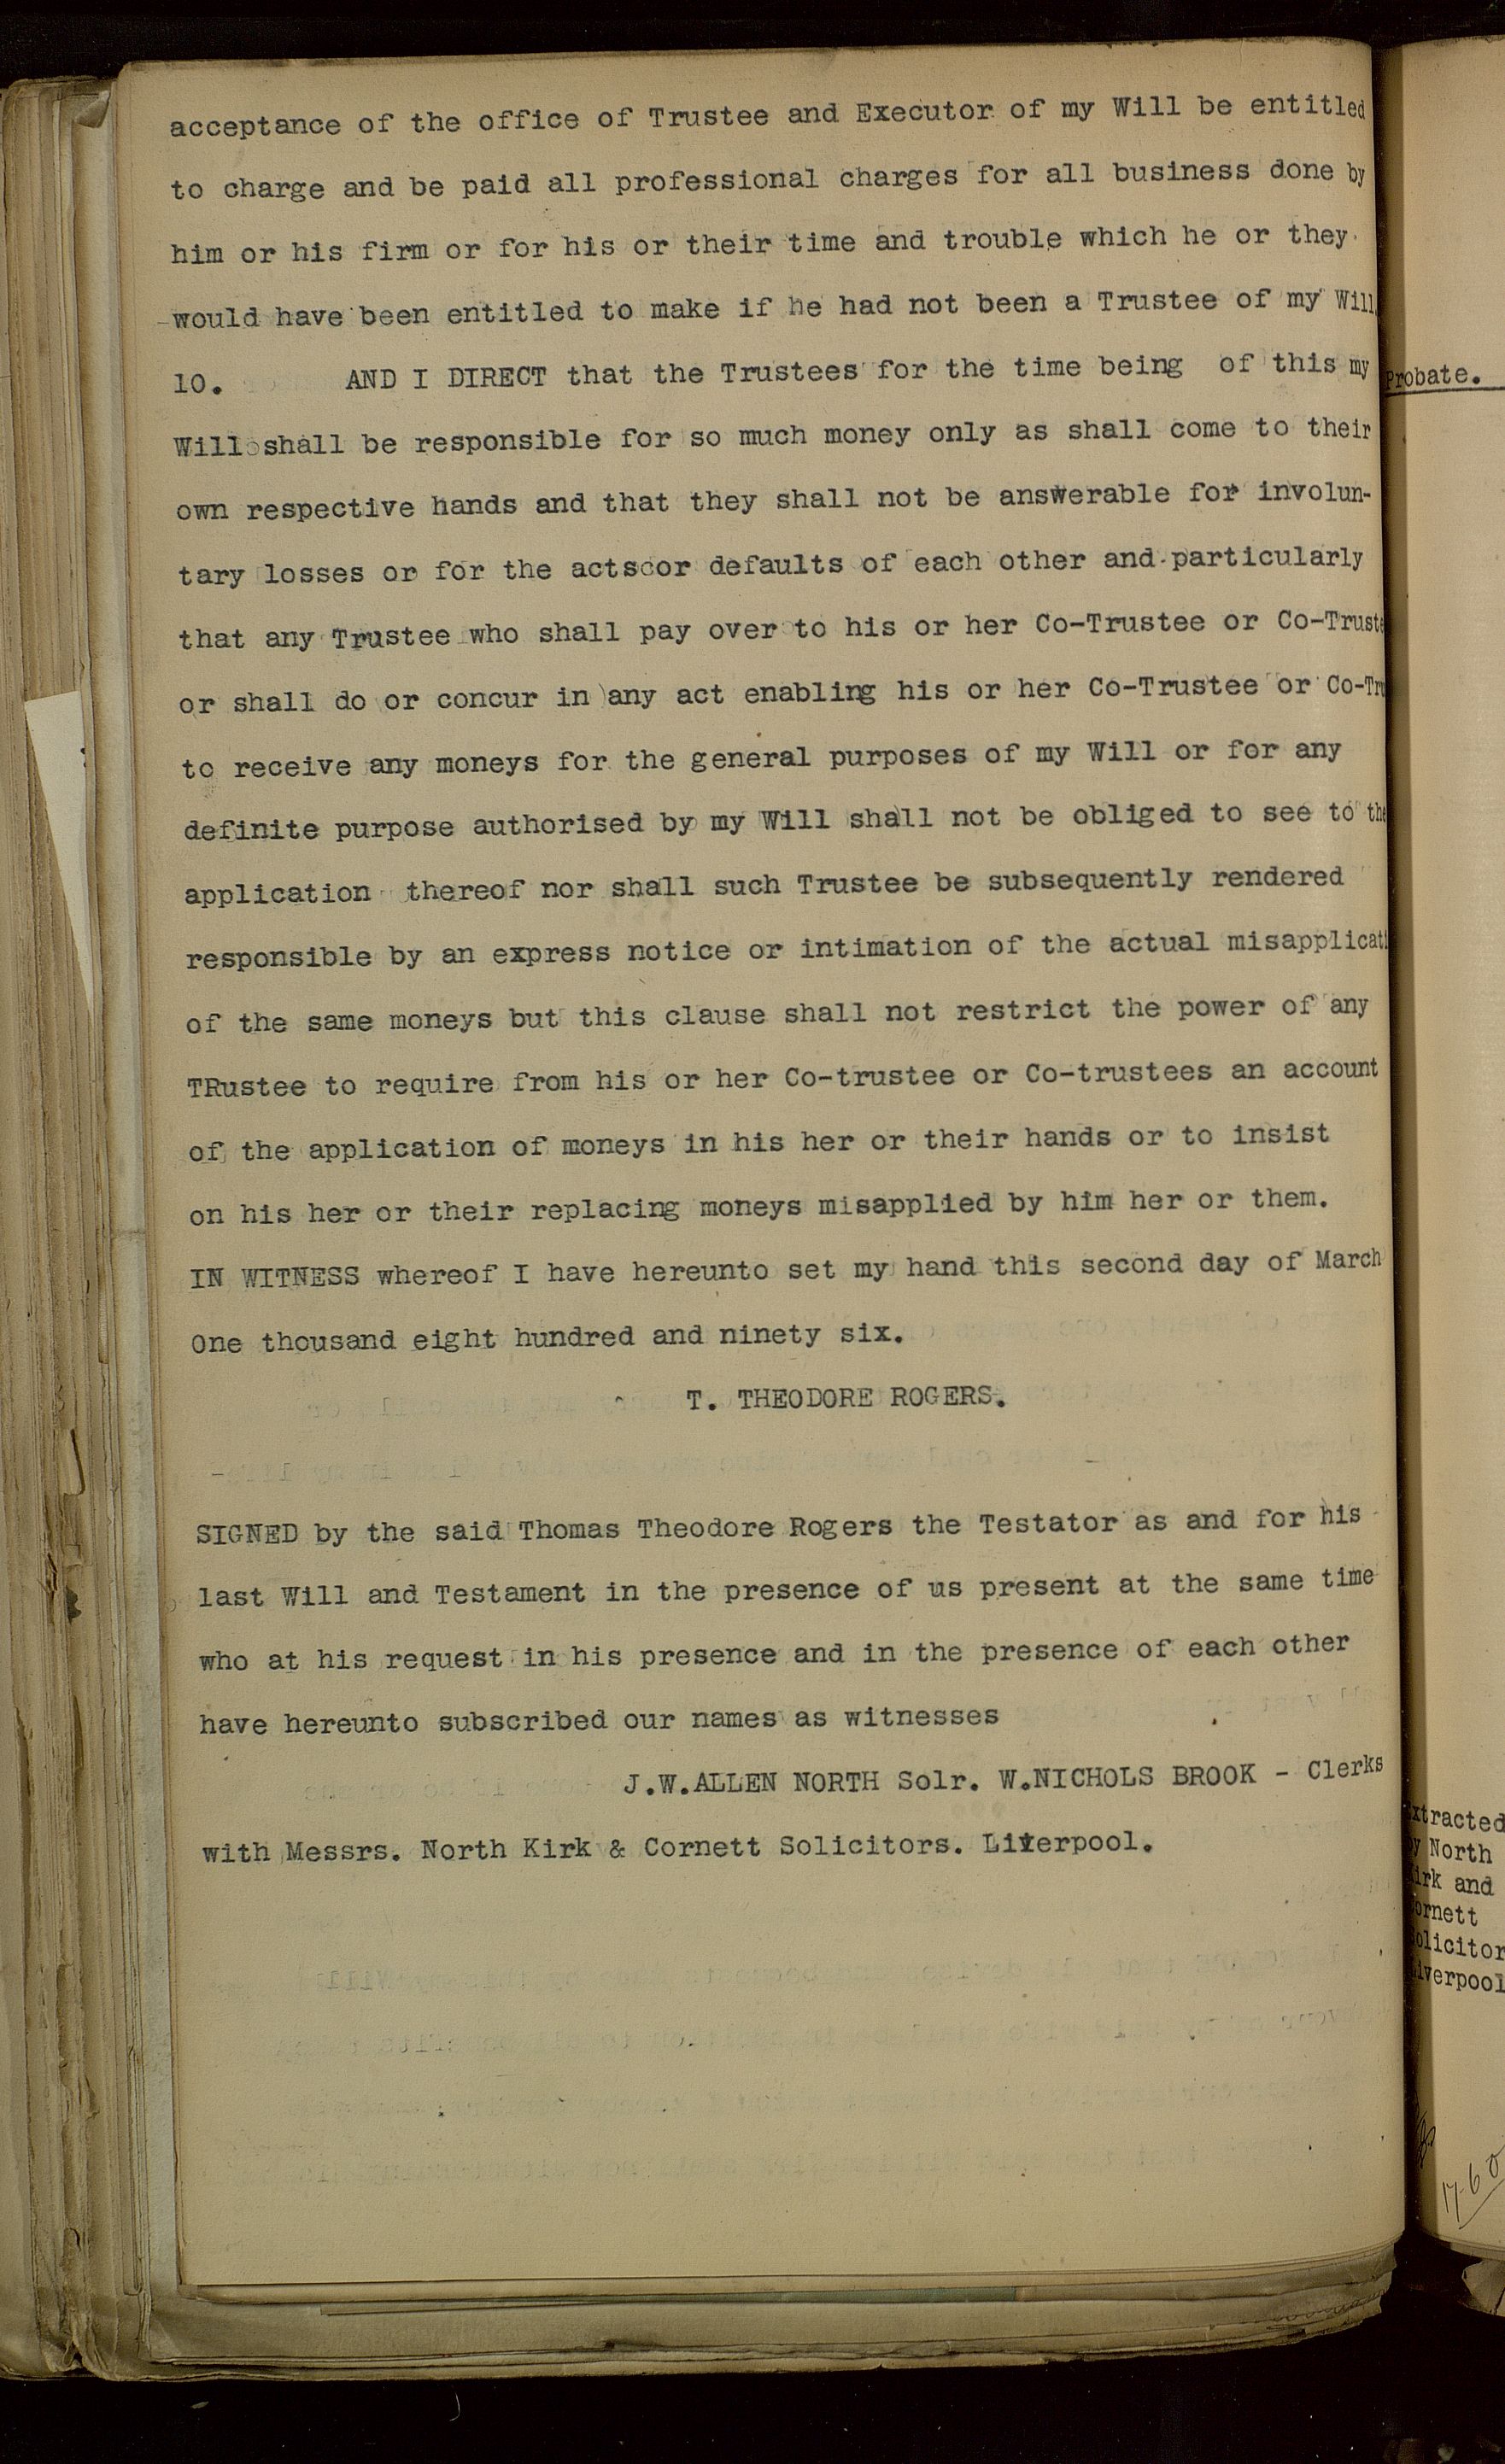 acceptance of the office of Trustee and Executor of my Will be entitled
to charge and be paid all professional charges for all business done by
him or his firm or for his or their time and trouble which he or they
would have been entitled to make if he had not been a Trustee of my Will
10. AND I DIRECT that the Trustees for the time being of this my
Will shall be responsible for so much money only as shall come to their
own respective hands and that they shall not be answerable for involun-
tary losses or for the acts or defaults of each other and particularly
that any Trustee who shall pay over to his or her Co-Trustee or Co-Truste
or shall do or concur in any act enabling his or her Co-Trustee or Co-Tru
to receive any moneys for the general purposes of my Will or for any
definite purpose authorised by my Will shall not be obliged to see to the
application thereof nor shall such Trustee be subsequently rendered
responsible by an express notice or intimation of the actual misapplicati
of the same moneys but this clause shall not restrict the power of any
TRustee to require from his or her Co-trustee or Co-trustees an account
of the application of moneys in his her or their hands or to insist
on his her or their replacing moneys misapplied by him her or them.
IN WITNESS whereof I have hereunto set my hand this second day of March
One thousand eight hundred and ninety six.
T. THEODORE ROGERS.
SIGNED by the said Thomas Theodore Rogers the Testator as and for his
last Will and Testament in the presence of us present at the same time
who at his request in his presence and in the presence of each other
have hereunto subscribed our names as witnesses
J.W.ALLEN NORTH Solr. W.NICHOLS BROOK - Clerks
with Messrs. North Kirk & Cornett Solicitors. Liverpool.
Probate.
xtracted
y North
irk and
ornett
olicitor
iverpool
1760